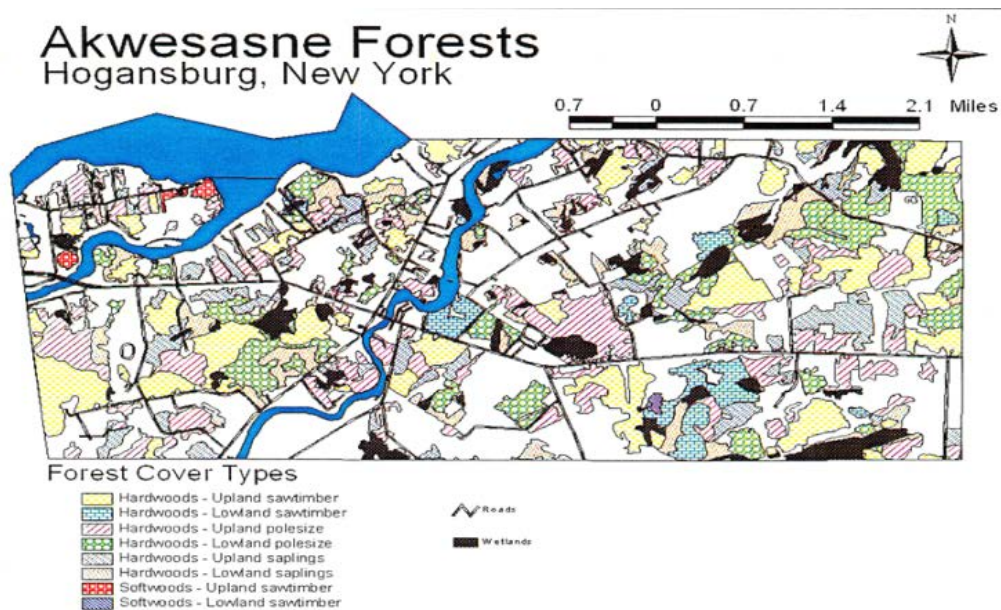 Akwesasne Forests
Hogansburg, New York
N
0.7 0 0.7 1.4 2.1 Miles
Forest Cover Types
Hardwoods - Upland sawtimber
Hardwoods - Lowland sawtimber
Hardwoods - Upland polesize
Hardwoods - Lowland polesize
Hardwoods - Upland saplings
Hardwoods - Lowland saplings
Softwoods - Upland sawtimber
Softwoods - Lowland sawtimber
Roads
Wetlands